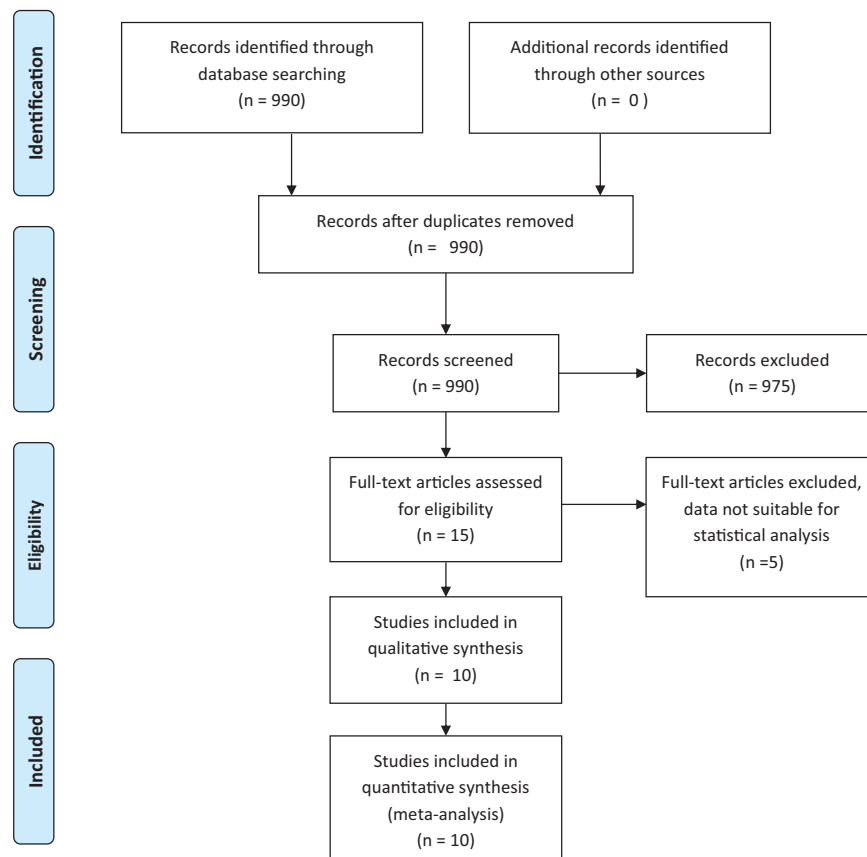 Identification
Records identified through
database searching
(n = 990)
Additional records identified
through other sources
(n = 0 )
Records after duplicates removed
(n = 990)
Screening
Records screened
(n = 990)
Records excluded
(n = 975)
Eligibility
Full-text articles assessed
for eligibility
(n = 15)
Full-text articles excluded,
data not suitable for
statistical analysis
(n =5)
Studies included in
qualitative synthesis
(n = 10)
Included
Studies included in
quantitative synthesis
(meta-analysis)
(n = 10)